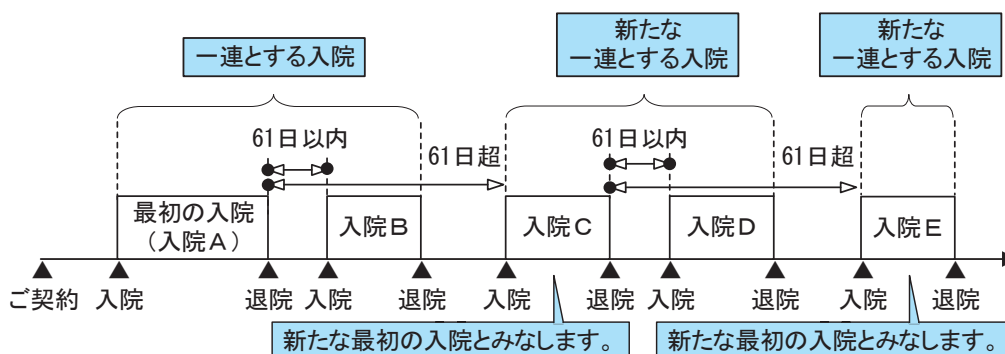 一連とする入院
新たな
一連とする入院
新たな
一連とする入院
61日以内
61日超
61日以内
61日超
最初の入院
(入院A)
入院B
入院C
入院D
入院E
ご契約
入院
退院
入院
退院
入院
退院
入院
退院
入院
退院
新たな最初の入院とみなします。
新たな最初の入院とみなします。